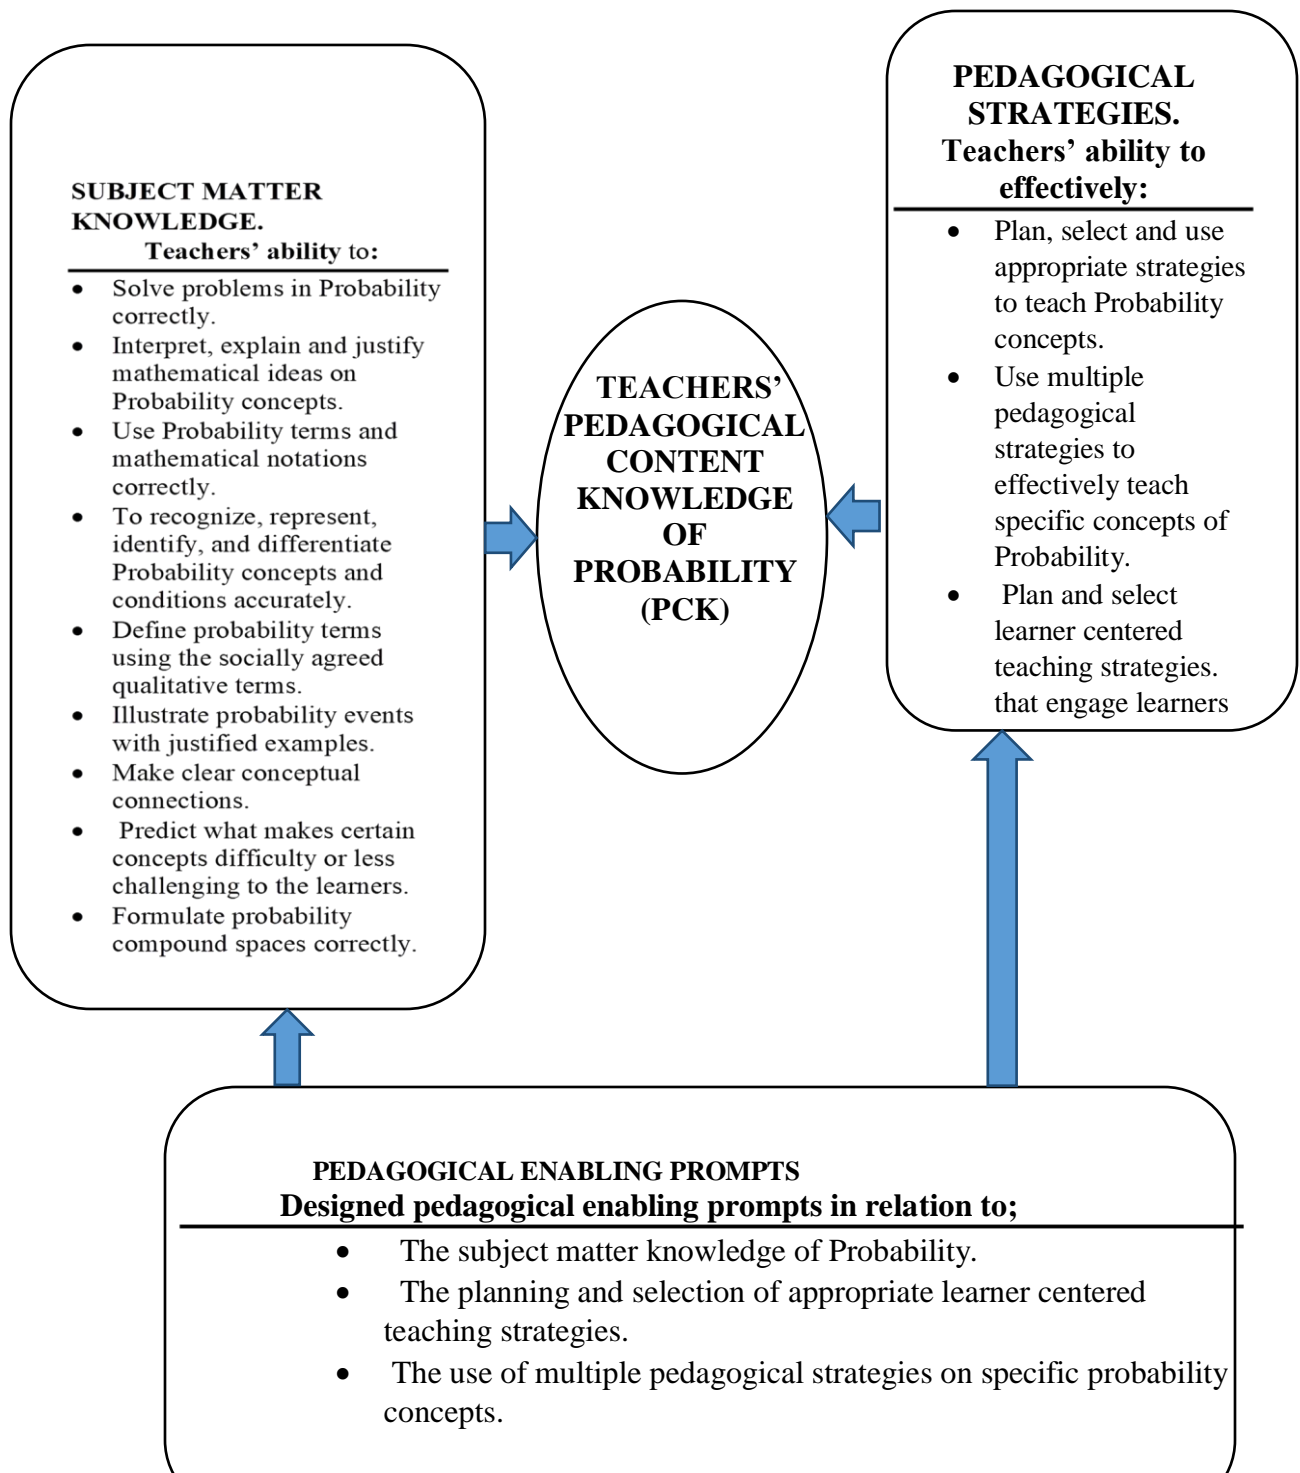 SUBJECT MATTER
KNOWLEDGE.
Teachers’ ability to:
• Solve problems in Probability
correctly.
• Interpret, explain and justify
mathematical ideas on
Probability concepts.
• Use Probability terms and
mathematical notations
correctly.
• To recognize, represent,
identify, and differentiate
Probability concepts and
conditions accurately.
• Define probability terms
using the socially agreed
qualitative terms.
• Illustrate probability events
with justified examples.
• Make clear conceptual
connections.
• Predict what makes certain
concepts difficulty or less
challenging to the learners.
• Formulate probability
compound spaces correctly.
TEACHERS’
PEDAGOGICAL
CONTENT
KNOWLEDGE
OF
PROBABILITY
(PCK)
PEDAGOGICAL
STRATEGIES.
Teachers’ ability to
effectively:
• Plan, select and use
appropriate strategies
to teach Probability
concepts.
• Use multiple
pedagogical
strategies to
effectively teach
specific concepts of
Probability.
• Plan and select
learner centered
teaching strategies.
that engage learners
PEDAGOGICAL ENABLING PROMPTS
Designed pedagogical enabling prompts in relation to;
• The subject matter knowledge of Probability.
• The planning and selection of appropriate learner centered
teaching strategies.
• The use of multiple pedagogical strategies on specific probability
concepts.